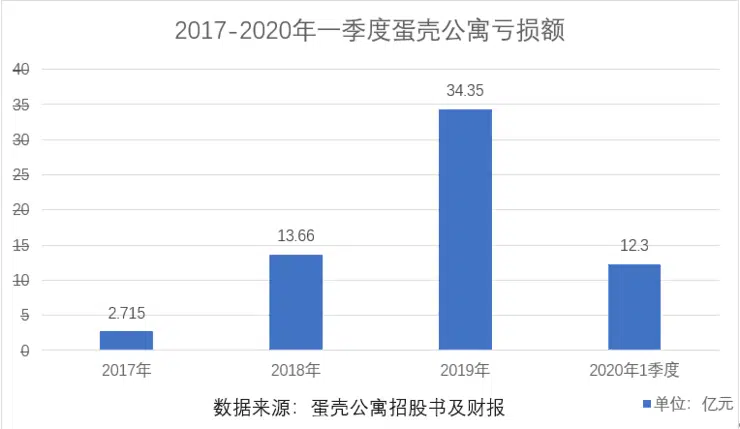 2017-2020年一季度蛋壳公寓亏损额
40
35
30
25
20
15
10
5
0
2.715
13.66
34.35
12.3
2017年
2018年
2019年
2020年1季度
数据来源：蛋壳公寓招股书及财报
单位：亿元